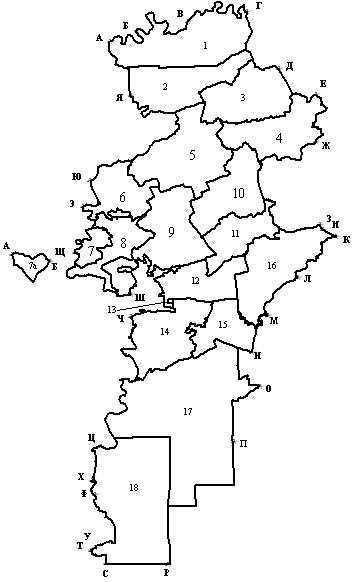 Г
В
Б
А
1
Д
2
Е
Я
3
4
Ж
5
Ю
6
10
З
З
И
А
Щ
7
8
9
11
К
7а
Б
16
Л
12
Ш
13
М
Ч
14
15
Н
О
17
Ц
П
Х
18
Ф
У
Т
С
Р